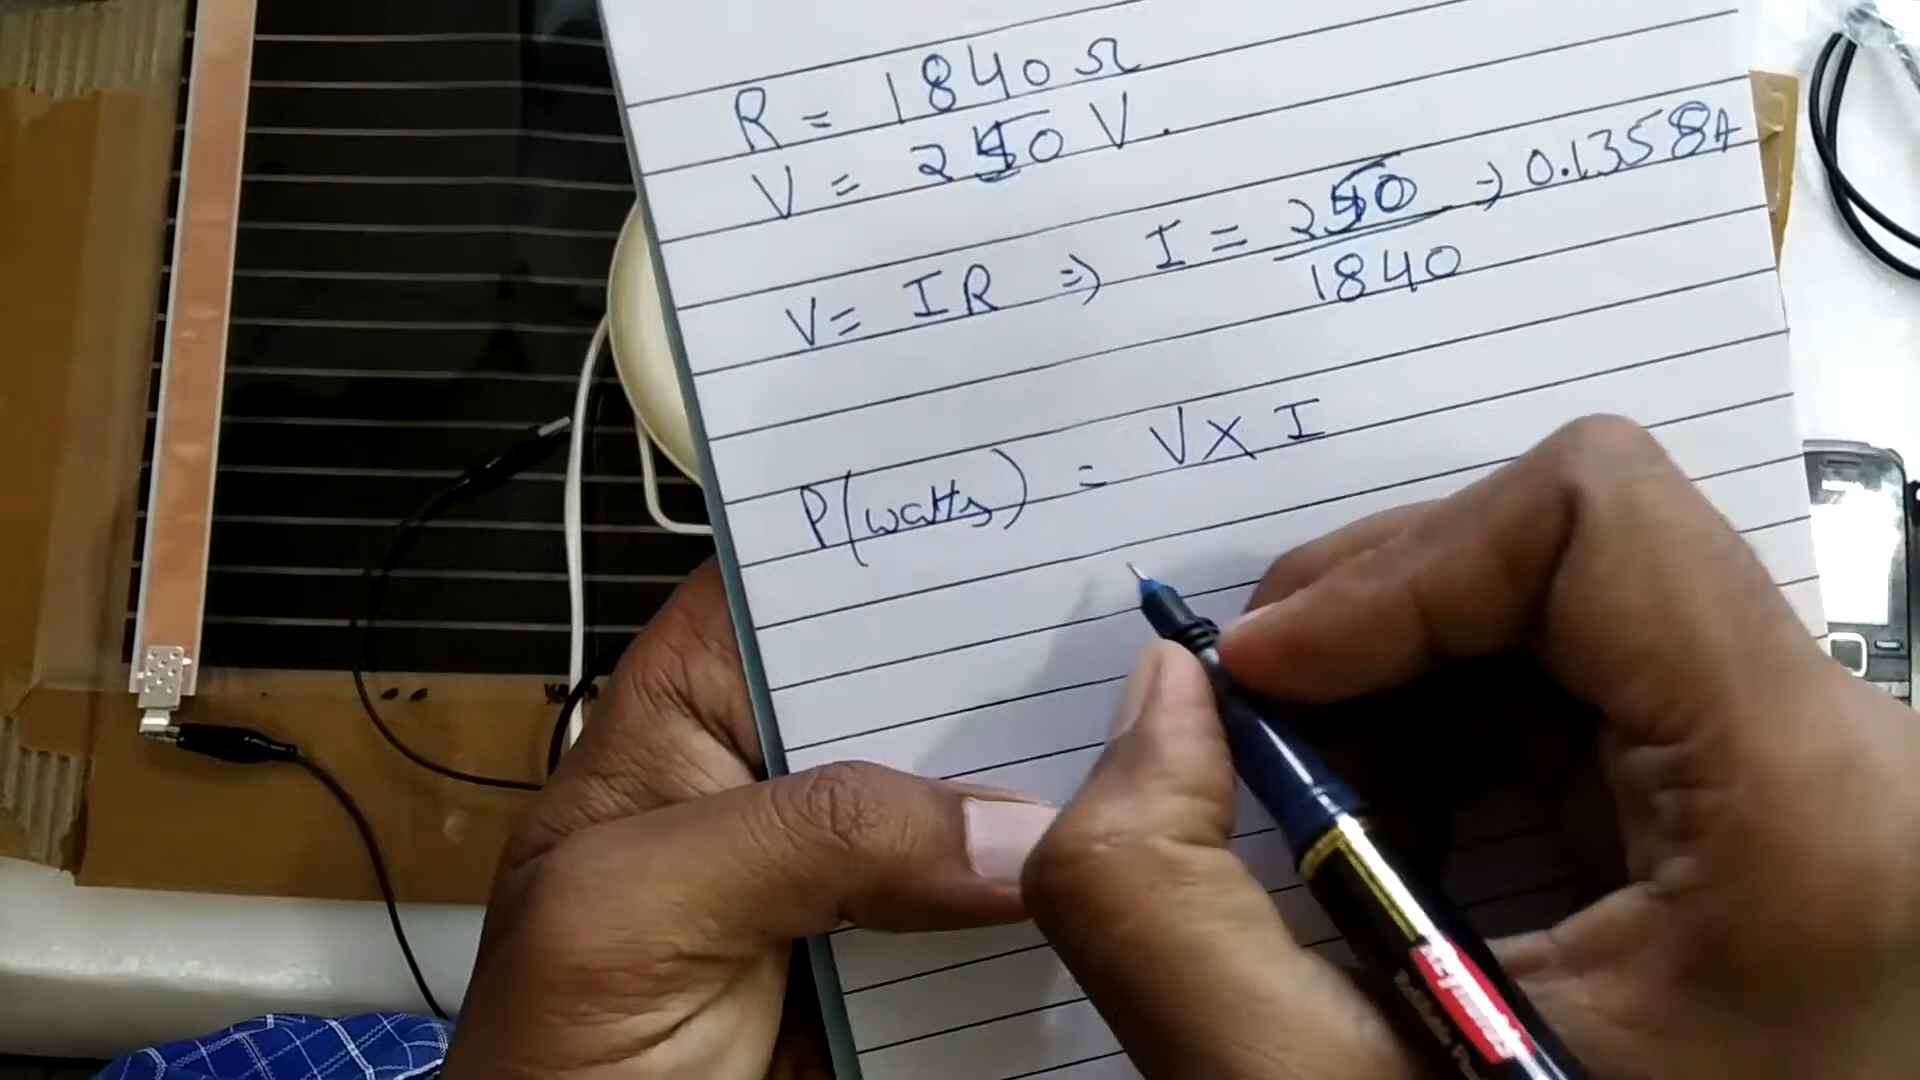 R = 1840 Ω
V = 250 V.
V = IR ⇒ I = 250/1840 ⇒ 0.1358A
P(watts) = V X I